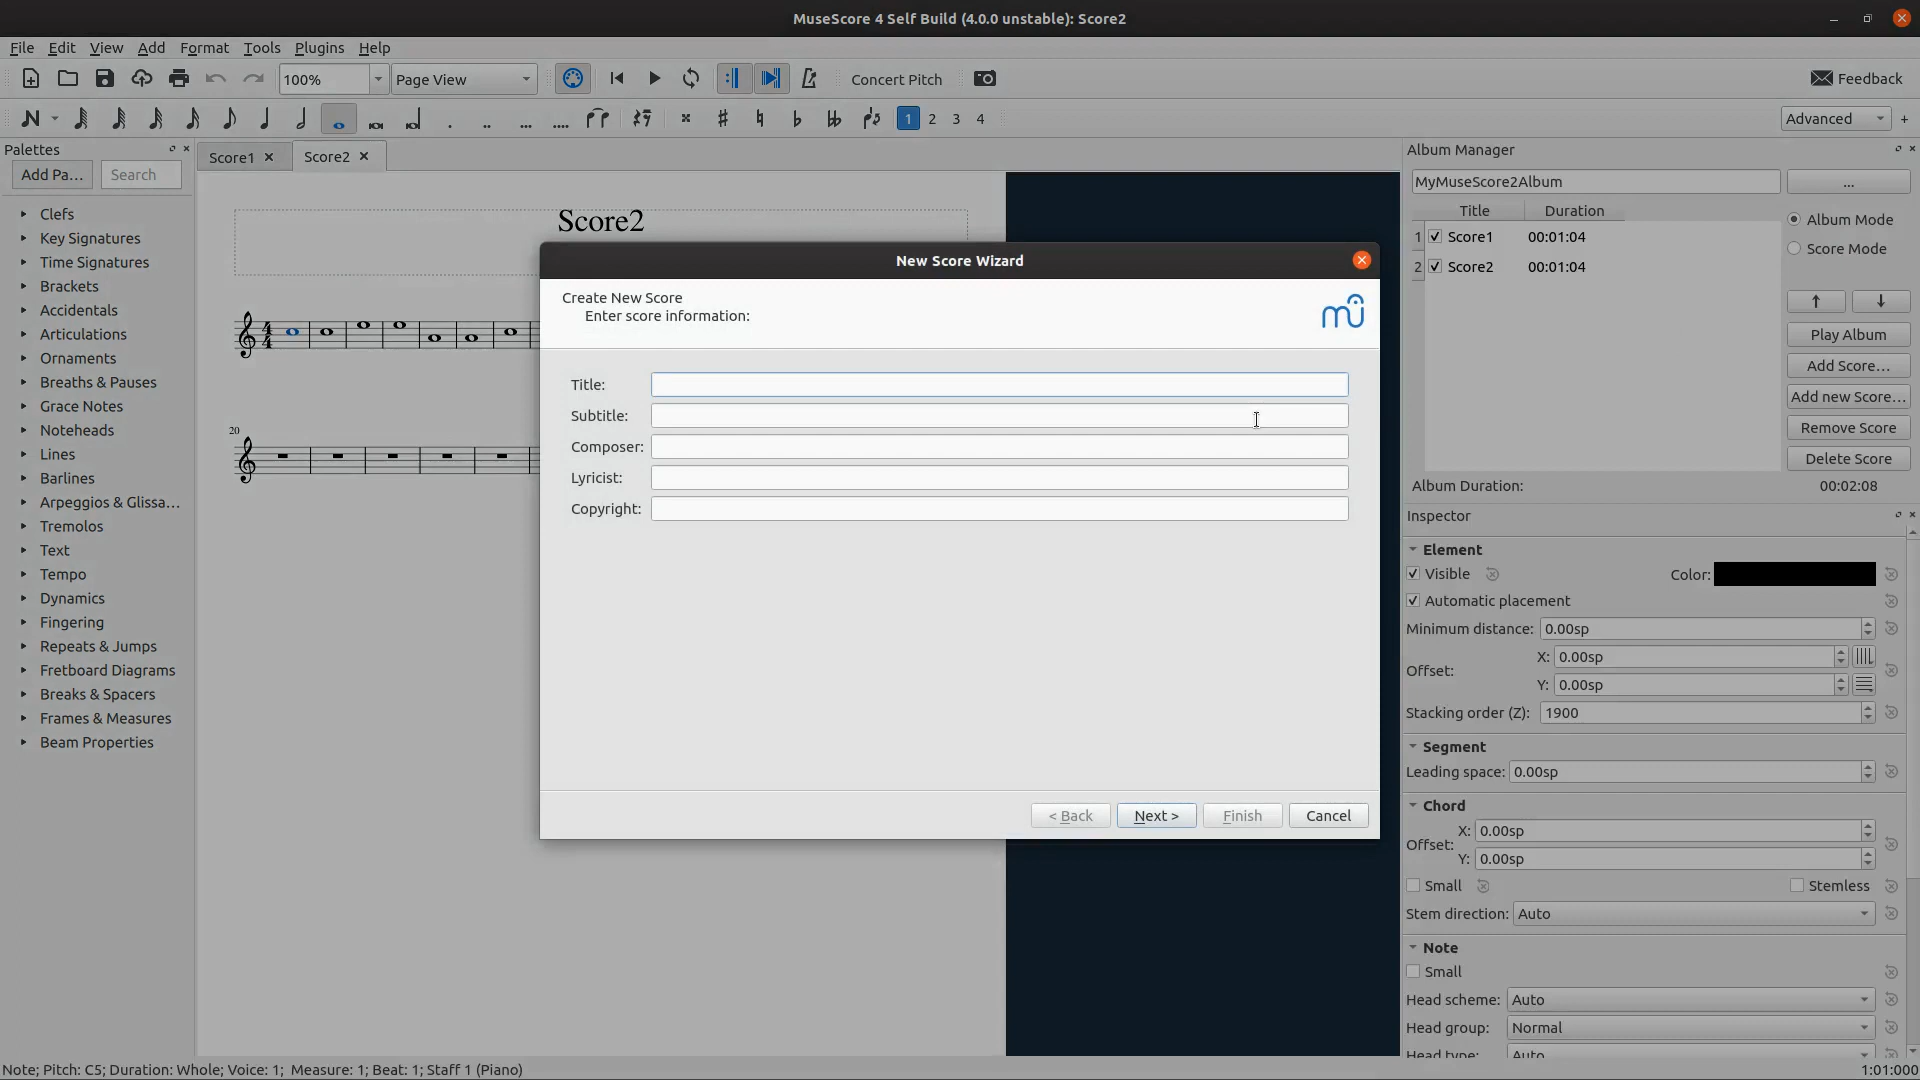 MuseScore 4 Self Build (4.0.0 unstable): Score2
File Edit View Add Format Tools Plugins Help
100% Page View Concert Pitch Feedback
1 2 3 4 Advanced +
Palettes
Add Pa... Search
Clefs
Key Signatures
Time Signatures
Brackets
Accidentals
Articulations
Ornaments
Breaths & Pauses
Grace Notes
Noteheads
Lines
Barlines
Arpeggios & Glissa...
Tremolos
Text
Tempo
Dynamics
Fingering
Repeats & Jumps
Fretboard Diagrams
Breaks & Spacers
Frames & Measures
Beam Properties
Score1 Score2
Score2
20
New Score Wizard
Create New Score
Enter score information:
Title:
Subtitle:
Composer:
Lyricist:
Copyright:
< Back Next > Finish Cancel
Album Manager
MyMuseScore2Album ...
Title Duration
1 Score1 00:01:04
2 Score2 00:01:04
Album Mode
Score Mode
Play Album
Add Score...
Add new Score...
Remove Score
Delete Score
Album Duration: 00:02:08
Inspector
Element
Visible Color:
Automatic placement
Minimum distance: 0.00sp
Offset: X: 0.00sp
Y: 0.00sp
Stacking order (Z): 1900
Segment
Leading space: 0.00sp
Chord
Offset: X: 0.00sp
Y: 0.00sp
Small Stemless
Stem direction: Auto
Note
Small
Head scheme: Auto
Head group: Normal
Head type: Auto
Note; Pitch: C5; Duration: Whole; Voice: 1; Measure: 1; Beat: 1; Staff 1 (Piano) 1:01:000